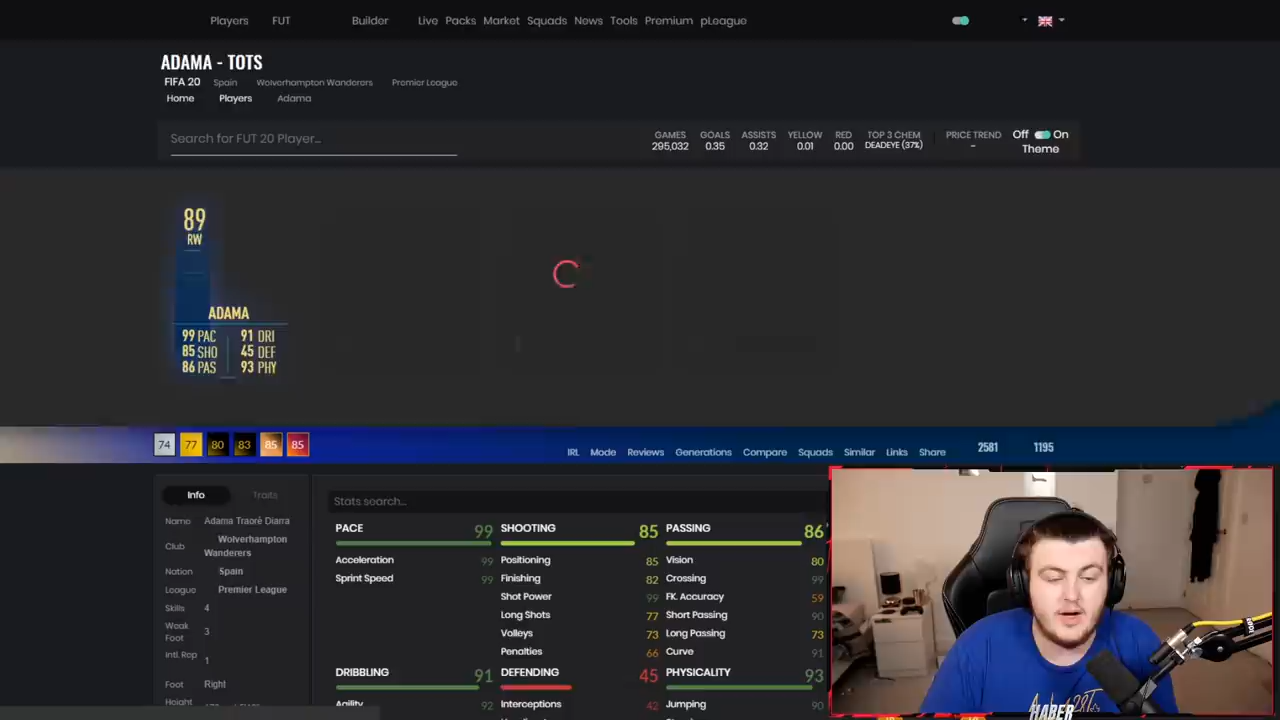 Players FUT Builder Live Packs Market Squads News Tools Premium pLeague
ADAMA - TOTS
FIFA 20 Spain Wolverhampton Wanderers Premier League
Home Players Adama
Search for FUT 20 Player...
GAMES GOALS ASSISTS YELLOW RED TOP 3 CHEM PRICE TREND Off On
295,032 0.35 0.32 0.01 0.00 DEADEYE (37%) - Theme
89
RW
ADAMA
99 PAC 91 DRI
85 SHO 45 DEF
86 PAS 93 PHY
74 77 80 83 85 85
IRL Mode Reviews Generations Compare Squads Similar Links Share 2581 1195
Info Traits
Name Adama Traoré Diarra
Club Wolverhampton Wanderers
Nation Spain
League Premier League
Skills 4
Weak Foot 3
Intl. Rep 1
Foot Right
Height
Stats search...
PACE 99
Acceleration 99
Sprint Speed 99
SHOOTING 85
Positioning 85
Finishing 82
Shot Power 99
Long Shots 77
Volleys 73
Penalties 66
PASSING 86
Vision 80
Crossing 99
FK. Accuracy 59
Short Passing 90
Long Passing 73
Curve 91
DRIBBLING 91
Agility 92
DEFENDING 45
Interceptions 42
PHYSICALITY 93
Jumping 90
HABER